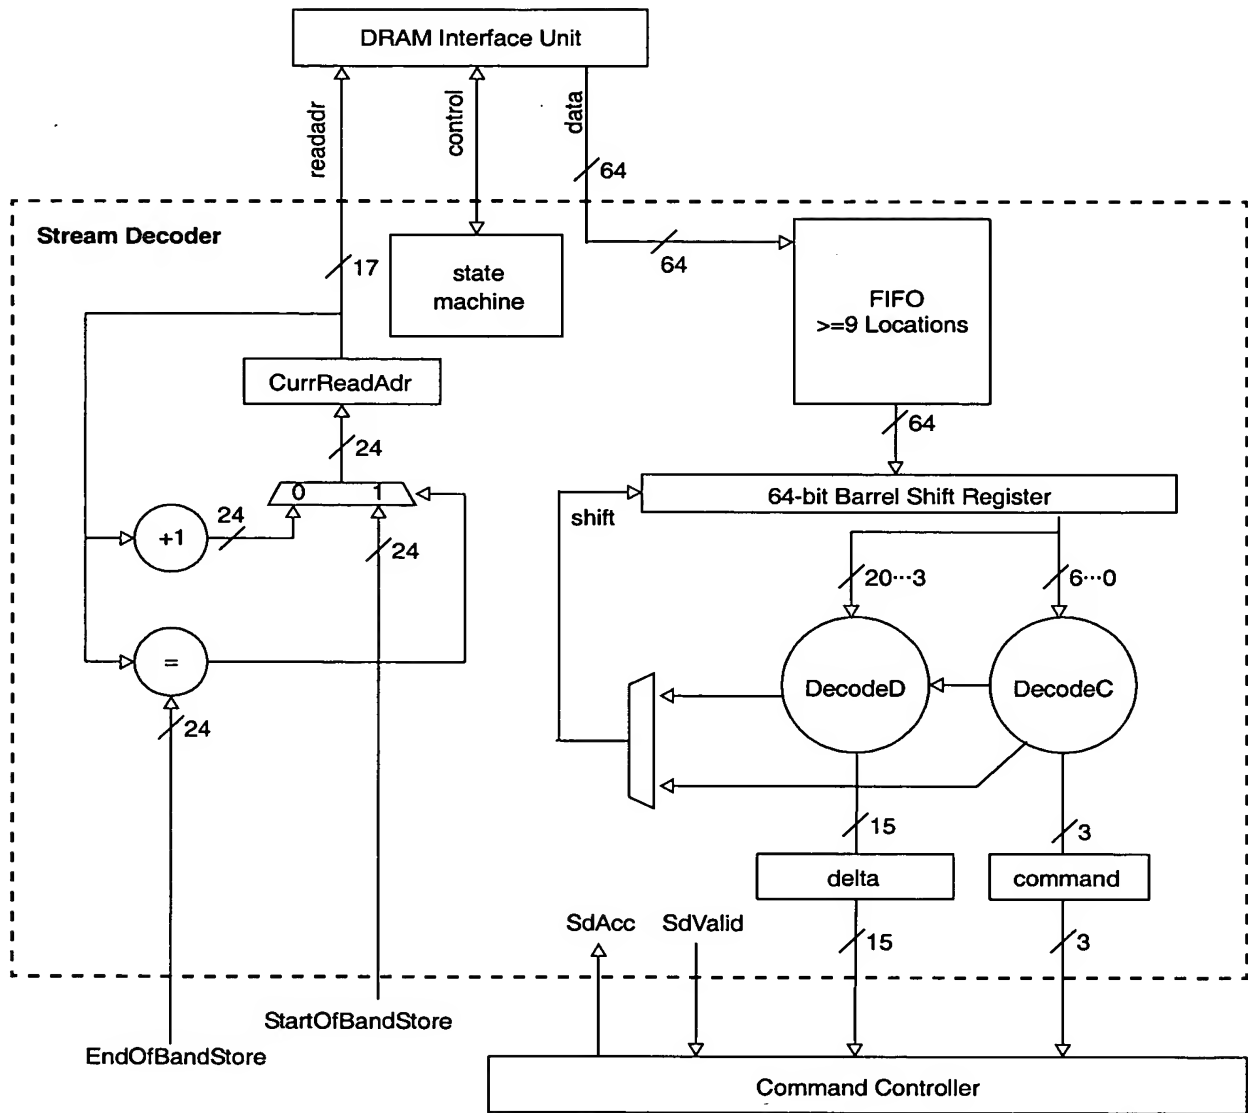 DRAM Interface Unit
readadr
control
data
64
Stream Decoder
17
state
machine
64
FIFO
>=9 Locations
CurrReadAdr
64
24
0 1
64-bit Barrel Shift Register
shift
24
+1
24
20···3
6···0
=
DecodeD
DecodeC
24
15
3
delta
command
SdAcc
SdValid
15
3
StartOfBandStore
EndOfBandStore
Command Controller